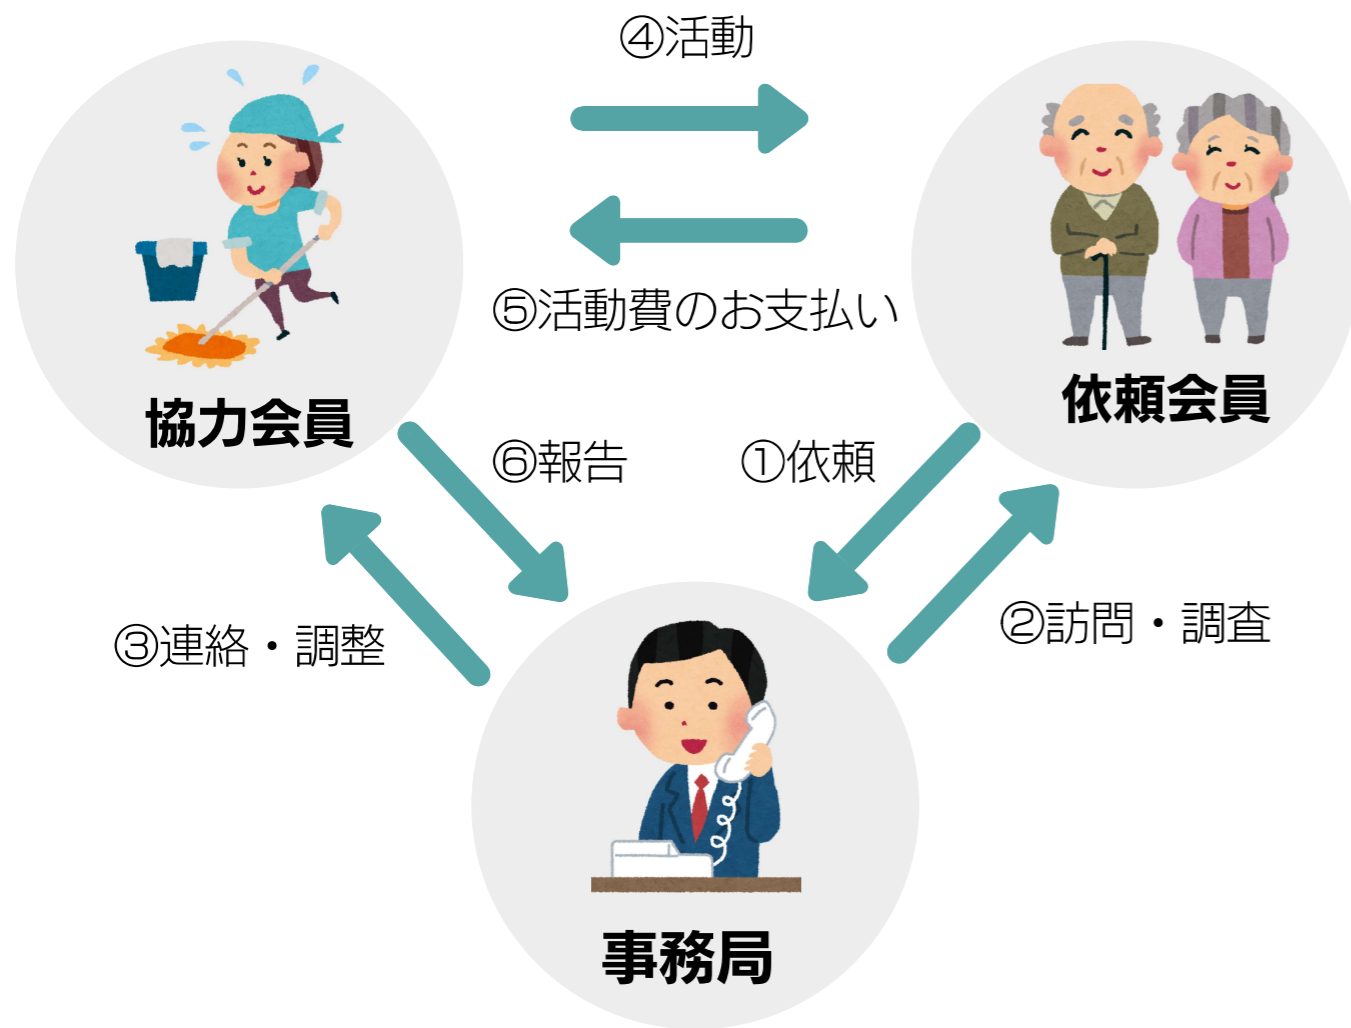 ④活動
⑤活動費のお支払い
協力会員
依頼会員
⑥報告
①依頼
③連絡・調整
②訪問・調査
事務局